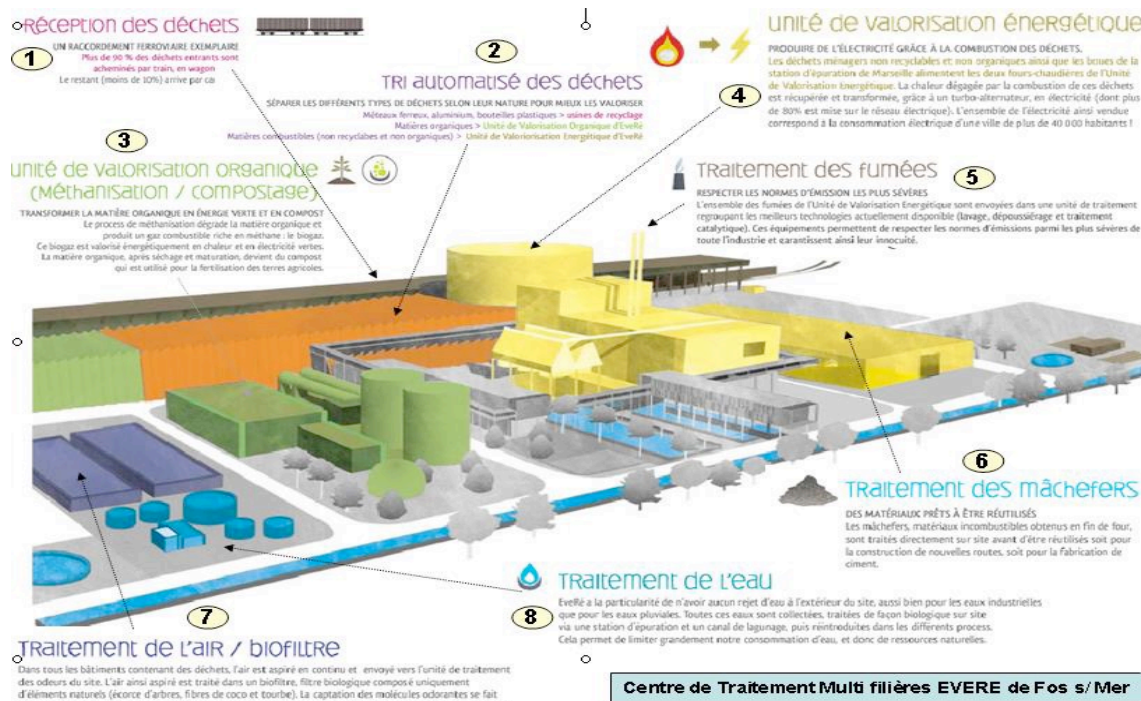 RÉCEPTION DES DÉCHETS
1
UN RACCORDEMENT FERROVIAIRE EXEMPLAIRE
Plus de 90 % des déchets entrants sont
acheminés par train, en wagon
Le restant (moins de 10%) arrive par ca
2
TRI AUTOMATISÉ DES DÉCHETS
SÉPARER LES DIFFÉRENTS TYPES DE DÉCHETS SELON LEUR NATURE POUR MIEUX LES VALORISER
Méteaux ferreux, aluminium, bouteilles plastiques > usines de recyclage
Matières organiques > Unité de Valorisation Organique d'EveRé
Matières combustibles (non recyclabes et non organiques) > Unité de Valoriorisation Energétique d'EveRé
3
UNITÉ DE VALORISATION ORGANIQUE
(MÉTHANISATION / COMPOSTAGE)
TRANSFORMER LA MATIÈRE ORGANIQUE EN ÉNERGIE VERTE ET EN COMPOST
Le process de méthanisation dégrade la matière organique et
produit un gaz combustible riche en méthane : le biogaz.
Ce biogaz est valorisé énergétiquement en chaleur et en électricité vertes.
La matière organique, après séchage et maturation, devient du compost
qui est utilisé pour la fertilisation des terres agricoles.
UNITÉ DE VALORISATION ÉNERGÉTIQUE
4
PRODUIRE DE L'ÉLECTRICITÉ GRÂCE À LA COMBUSTION DES DÉCHETS.
Les déchets ménagers non recyclables et non organiques ainsi que les boues de la
station d'épuration de Marseille alimentent les deux fours-chaudières de l'Unité
de Valorisation Energétique. La chaleur dégagée par la combustion de ces déchets
est récupérée et transformée, grâce à un turbo-alternateur, en électricité (dont plus
de 80% est mise sur le réseau électrique). L'ensemble de l'électricité ainsi vendue
correspond à la consommation électrique d'une ville de plus de 40 000 habitants !
TRAITEMENT DES FUMÉES
5
RESPECTER LES NORMES D'ÉMISSION LES PLUS SÉVÈRES
L'ensemble des fumées de l'Unité de Valorisation Energétique sont envoyées dans une unité de traitement
regroupant les meilleurs technologies actuellement disponible (lavage, dépoussièrage et traitement
catalytique). Ces équipements permettent de respecter les normes d'émissions parmi les plus sévères de
toute l'industrie et garantissent ainsi leur innocuité.
6
TRAITEMENT DES MÂCHEFERS
DES MATÉRIAUX PRÊTS À ÊTRE RÉUTILISÉS
Les mâchefers, matériaux incombustibles obtenus en fin de four,
sont traités directement sur site avant d'être réutilisés soit pour
la construction de nouvelles routes, soit pour la fabrication de
ciment.
7
TRAITEMENT DE L'AIR / BIOFILTRE
Dans tous les bâtiments contenant des déchets, l'air est aspiré en continu et envoyé vers l'unité de traitement
des odeurs du site. L'air ainsi aspiré est traité dans un biofiltre, filtre biologique composé uniquement
d'éléments naturels (écorce d'arbres, fibres de coco et tourbe). La captation des molécules odorantes se fait
8
TRAITEMENT DE L'EAU
EveRé a la particularité de n'avoir aucun rejet d'eau à l'extérieur du site, aussi bien pour les eaux industrielles
que pour les eaux pluviales. Toutes ces eaux sont collectées, traitées de façon biologique sur site
via une station d'épuration et un canal de lagunage, puis réintroduites dans les différents process.
Cela permet de limiter grandement notre consommation d'eau, et donc de ressources naturelles.
Centre de Traitement Multi filières EVERE de Fos s/ Mer